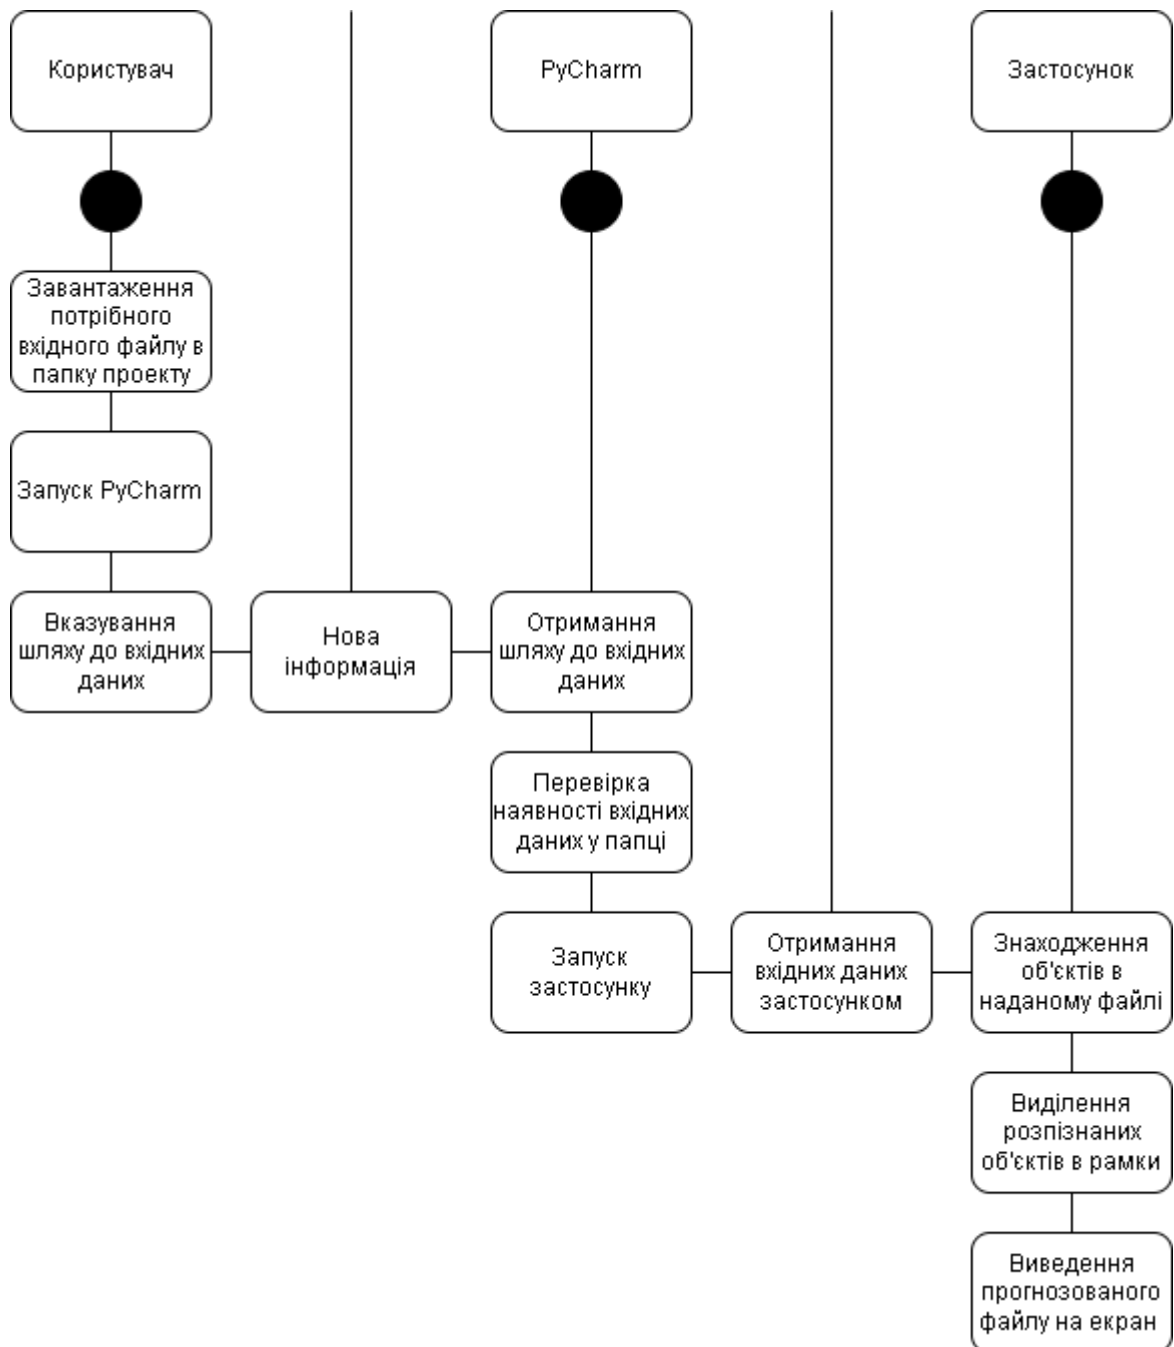 Користувач
PyCharm
Застосунок
Завантаження
потрібного
вхідного файлу в
папку проекту
Запуск PyCharm
Вказування
шляху до вхідних
даних
Нова
інформація
Отримання
шляху до вхідних
даних
Перевірка
наявності вхідних
даних у папці
Запуск
застосунку
Отримання
вхідних даних
застосунком
Знаходження
об'єктів в
наданому файлі
Виділення
розпізнаних
об'єктів в рамки
Виведення
прогнозованого
файлу на екран